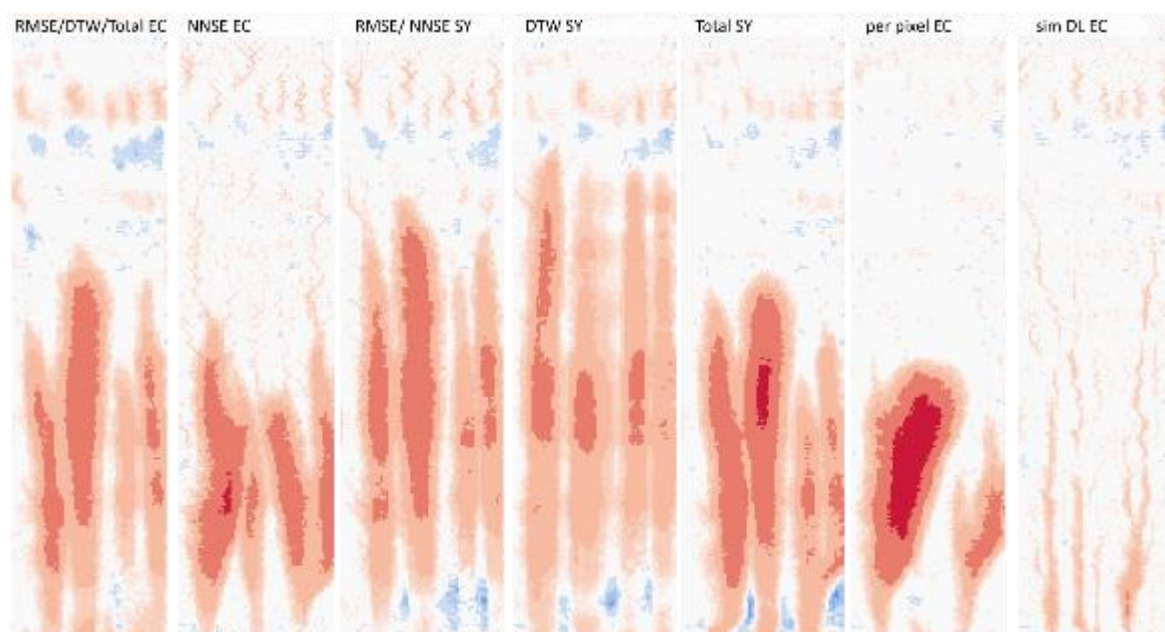 RMSE/DTW/Total EC
NNSE EC
RMSE/ NNSE SY
DTW SY
Total SY
per pixel EC
sim DL EC